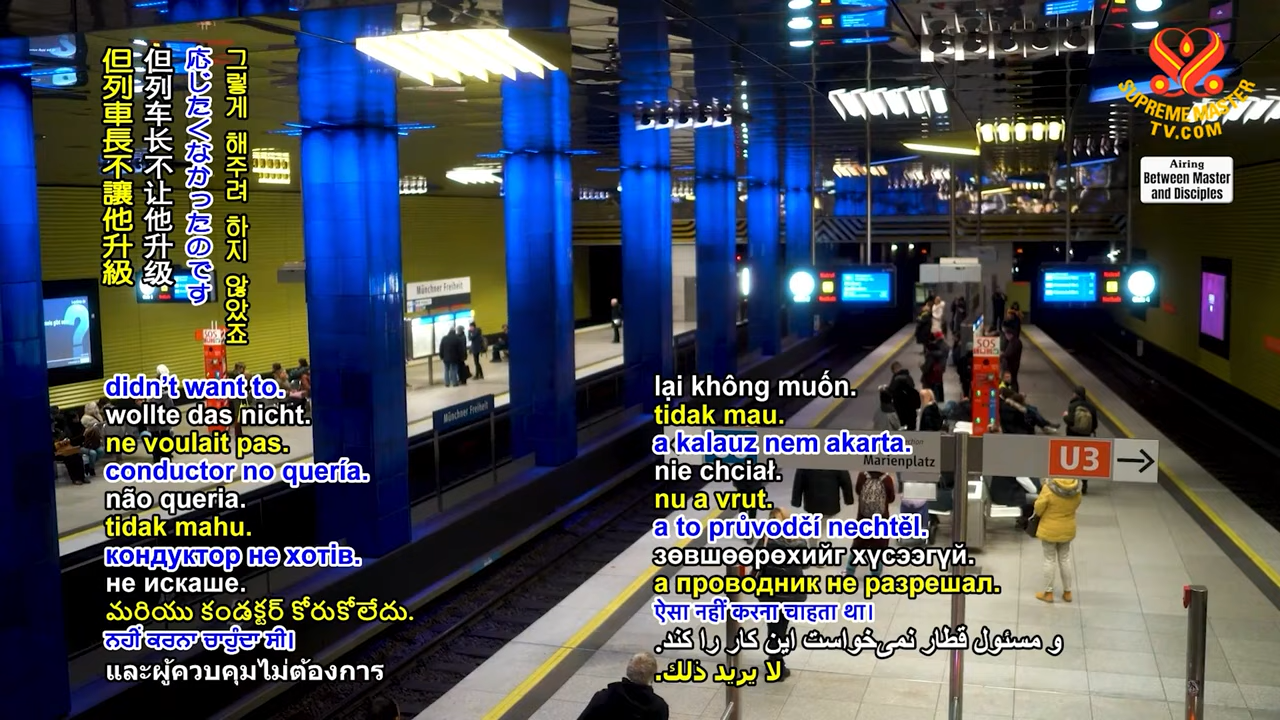 但列車長不讓他升級
但列车长不让他升级
応じたくなかったのです
그렇게 해주려 하지 않았죠
SUPREME MASTER
TV.COM
Airing
Between Master
and Disciples
Münchner Freiheit
SOS
Münchner Freiheit
SOS
Marienplatz
U3
didn't want to.
wollte das nicht.
ne voulait pas.
conductor no quería.
não queria.
tidak mahu.
кондуктор не хотів.
не искаше.
మరియు కండక్టర్ కోరుకోలేదు.
ਨਹੀਂ ਕਰਨਾ ਚਾਹੁੰਦਾ ਸੀ।
และผู้ควบคุมไม่ต้องการ
lại không muốn.
tidak mau.
a kalauz nem akarta.
nie chciał.
nu a vrut.
a to průvodčí nechtěl.
зөвшөөрөхийг хүсээгүй.
а проводник не разрешал.
ऐसा नहीं करना चाहता था।
و مسئول قطار نمی‌خواست این کار را کند.
لا يريد ذلك.